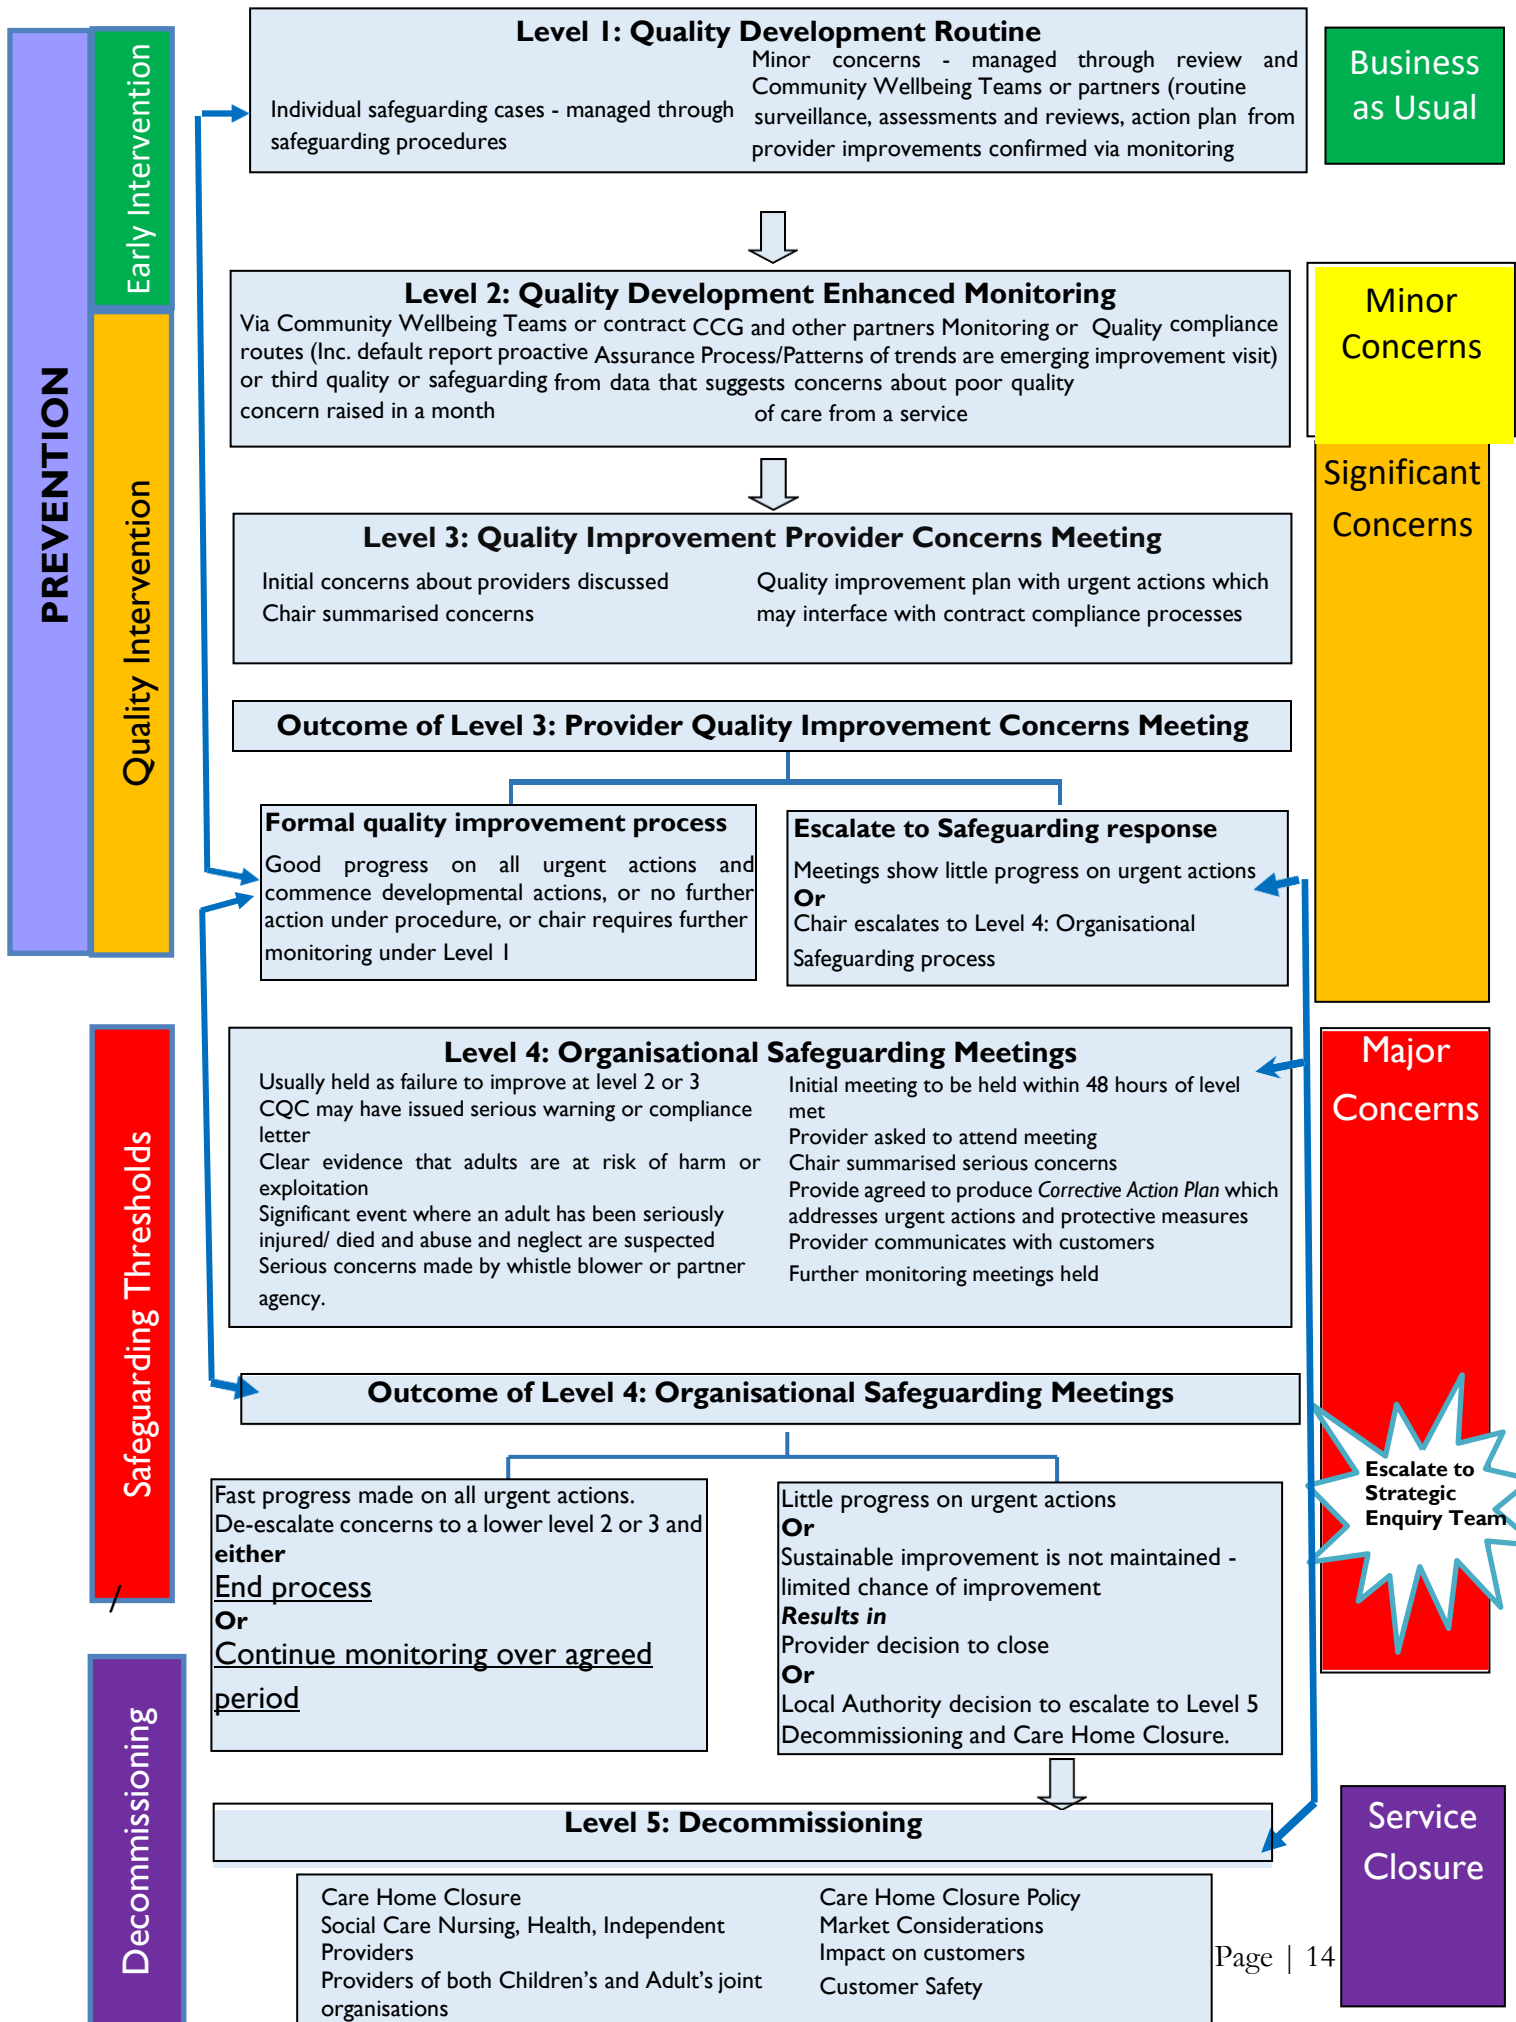 PREVENTION
Early Intervention
Quality Intervention
Safeguarding Thresholds
/
Decommissioning
Level 1: Quality Development Routine
Individual safeguarding cases - managed through
safeguarding procedures
Minor concerns - managed through review and
Community Wellbeing Teams or partners (routine
surveillance, assessments and reviews, action plan from
provider improvements confirmed via monitoring
Business
as Usual
Level 2: Quality Development Enhanced Monitoring
Via Community Wellbeing Teams or contract CCG and other partners Monitoring or Quality compliance
routes (Inc. default report proactive Assurance Process/Patterns of trends are emerging improvement visit)
or third quality or safeguarding from data that suggests concerns about poor quality
concern raised in a month of care from a service
Minor
Concerns
Significant
Concerns
Level 3: Quality Improvement Provider Concerns Meeting
Initial concerns about providers discussed
Chair summarised concerns
Quality improvement plan with urgent actions which
may interface with contract compliance processes
Outcome of Level 3: Provider Quality Improvement Concerns Meeting
Formal quality improvement process
Good progress on all urgent actions and
commence developmental actions, or no further
action under procedure, or chair requires further
monitoring under Level 1
Escalate to Safeguarding response
Meetings show little progress on urgent actions
Or
Chair escalates to Level 4: Organisational
Safeguarding process
Level 4: Organisational Safeguarding Meetings
Usually held as failure to improve at level 2 or 3
CQC may have issued serious warning or compliance
letter
Clear evidence that adults are at risk of harm or
exploitation
Significant event where an adult has been seriously
injured/ died and abuse and neglect are suspected
Serious concerns made by whistle blower or partner
agency.
Initial meeting to be held within 48 hours of level
met
Provider asked to attend meeting
Chair summarised serious concerns
Provide agreed to produce Corrective Action Plan which
addresses urgent actions and protective measures
Provider communicates with customers
Further monitoring meetings held
Major
Concerns
Outcome of Level 4: Organisational Safeguarding Meetings
Escalate to
Strategic
Enquiry Team
Fast progress made on all urgent actions.
De-escalate concerns to a lower level 2 or 3 and
either
End process
Or
Continue monitoring over agreed
period
Little progress on urgent actions
Or
Sustainable improvement is not maintained -
limited chance of improvement
Results in
Provider decision to close
Or
Local Authority decision to escalate to Level 5
Decommissioning and Care Home Closure.
Level 5: Decommissioning
Service
Closure
Care Home Closure
Social Care Nursing, Health, Independent
Providers
Providers of both Children's and Adult's joint
organisations
Care Home Closure Policy
Market Considerations
Impact on customers
Customer Safety
Page | 14